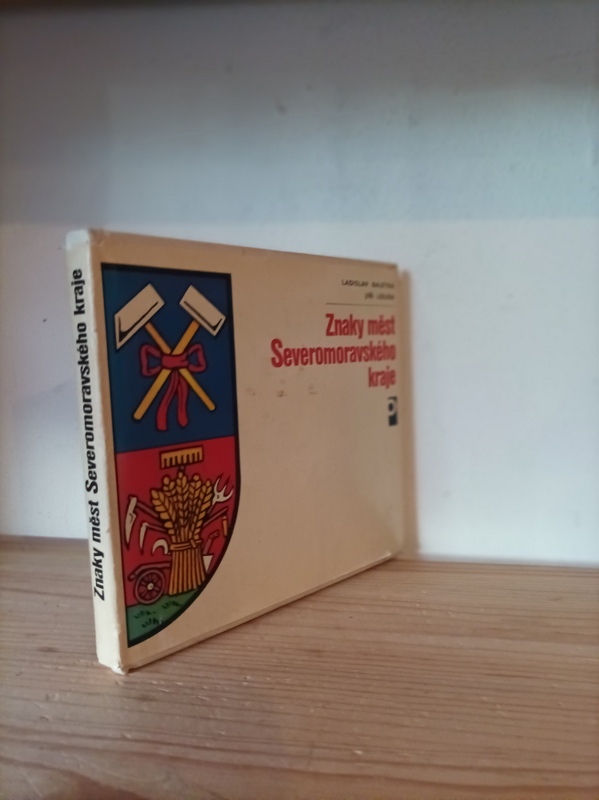 Znaky měst Severomoravského kraje
LADISLAV BALETKA
JIŘÍ LOUDA
Znaky měst
Severomoravského
kraje